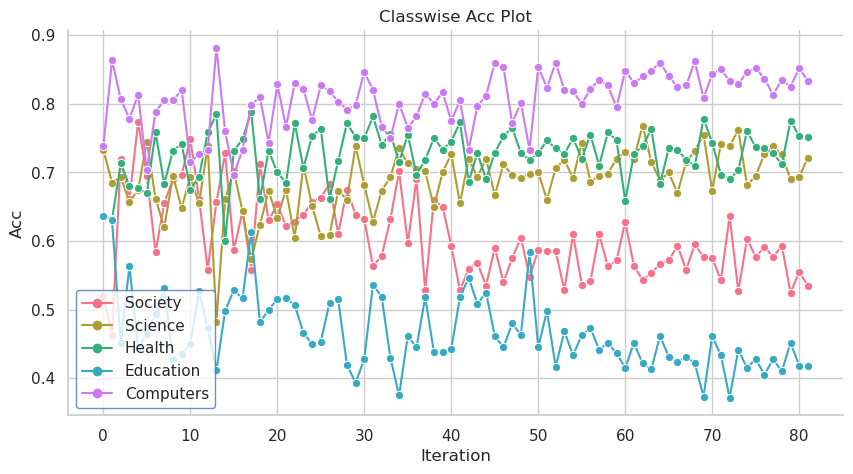 Classwise Acc Plot
0.9
0.8
0.7
0.6
0.5
0.4
Acc
Society
Science
Health
Education
Computers
0 10 20 30 40 50 60 70 80
Iteration